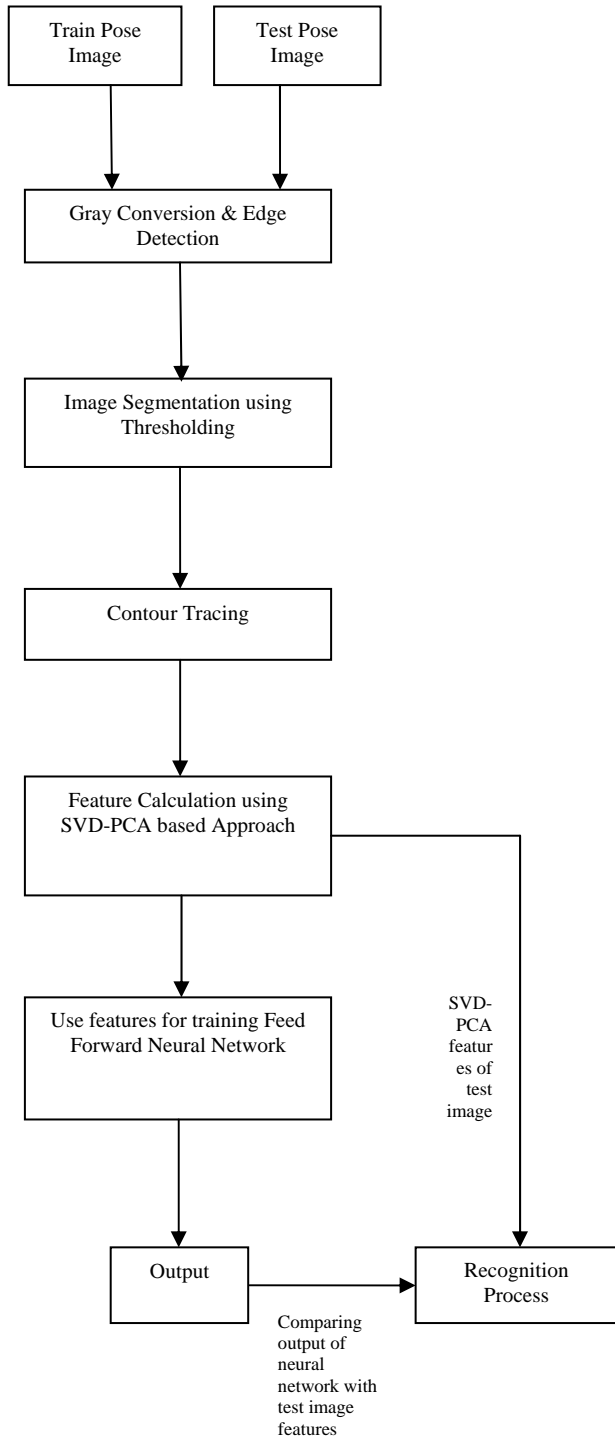 Train Pose
Image
Test Pose
Image
Gray Conversion & Edge
Detection
Image Segmentation using
Thresholding
Contour Tracing
Feature Calculation using
SVD-PCA based Approach
Use features for training Feed
Forward Neural Network
SVD-
PCA
featur
es of
test
image
Output
Recognition
Process
Comparing
output of
neural
network with
test image
features